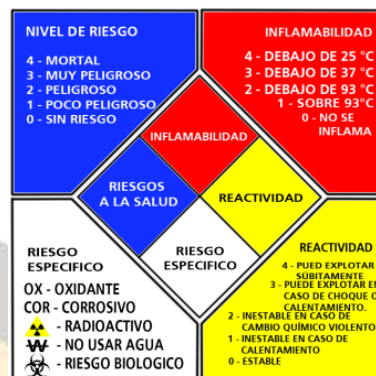 NIVEL DE RIESGO
4 - MORTAL
3 - MUY PELIGROSO
2 - PELIGROSO
1 - POCO PELIGROSO
0 - SIN RIESGO
INFLAMABILIDAD
4 - DEBAJO DE 25 °C
3 - DEBAJO DE 37 °C
2 - DEBAJO DE 93 °C
1 - SOBRE 93°C
0 - NO SE
INFLAMA
INFLAMABILIDAD
RIESGOS
A LA SALUD
REACTIVIDAD
RIESGO
ESPECIFICO
RIESGO
ESPECIFICO
OX - OXIDANTE
COR - CORROSIVO
- RADIOACTIVO
W - NO USAR AGUA
- RIESGO BIOLOGICO
REACTIVIDAD
4 - PUED EXPLOTAR
SÚBITAMENTE
3 - PUEDE EXPLOTAR EN
CASO DE CHOQUE O
CALENTAMIENTO.
2 - INESTABLE EN CASO DE
CAMBIO QUÍMICO VIOLENTO
1 - INESTABLE EN CASO DE
CALENTAMIENTO
0 - ESTABLE